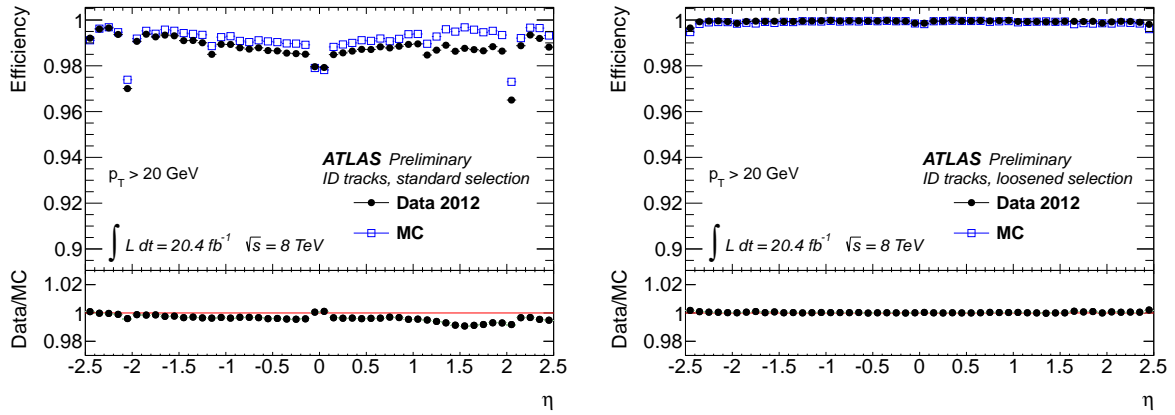 Efficiency
1
0.98
0.96
0.94
0.92
0.9
ATLAS Preliminary
p_T > 20 GeV
ID tracks, standard selection
Data 2012
MC
∫ L dt = 20.4 fb⁻¹ √s = 8 TeV
Data/MC
1.02
1
0.98
-2.5 -2 -1.5 -1 -0.5 0 0.5 1 1.5 2 2.5
η
Efficiency
1
0.98
0.96
0.94
0.92
0.9
ATLAS Preliminary
p_T > 20 GeV
ID tracks, loosened selection
Data 2012
MC
∫ L dt = 20.4 fb⁻¹ √s = 8 TeV
Data/MC
1.02
1
0.98
-2.5 -2 -1.5 -1 -0.5 0 0.5 1 1.5 2 2.5
η